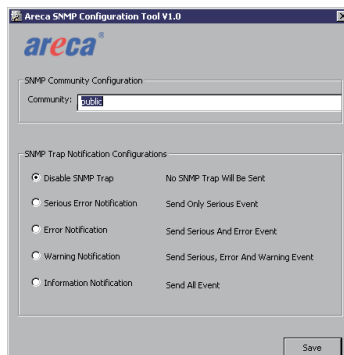 Areca SNMP Configuration Tool V1.0
areca®
SNMP Community Configuration
Community: public
SNMP Trap Notification Configurations
Disable SNMP Trap No SNMP Trap Will Be Sent
Serious Error Notification Send Only Serious Event
Error Notification Send Serious And Error Event
Warning Notification Send Serious, Error And Warning Event
Information Notification Send All Event
Save